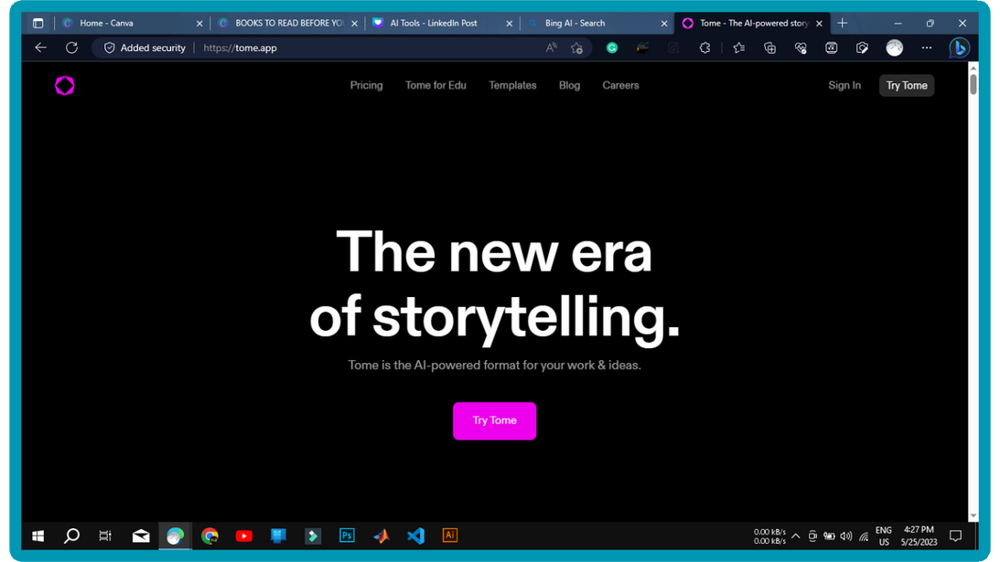 Home - Canva
BOOKS TO READ BEFORE YO
AI Tools - LinkedIn Post
Bing AI - Search
Tome - The AI-powered story
Added security
https://tome.app
Pricing
Tome for Edu
Templates
Blog
Careers
Sign In
Try Tome
The new era
of storytelling.
Tome is the AI-powered format for your work & ideas.
Try Tome
Ps
Ai
0.00 kB/s
0.00 kB/s
ENG
US
4:27 PM
5/25/2023